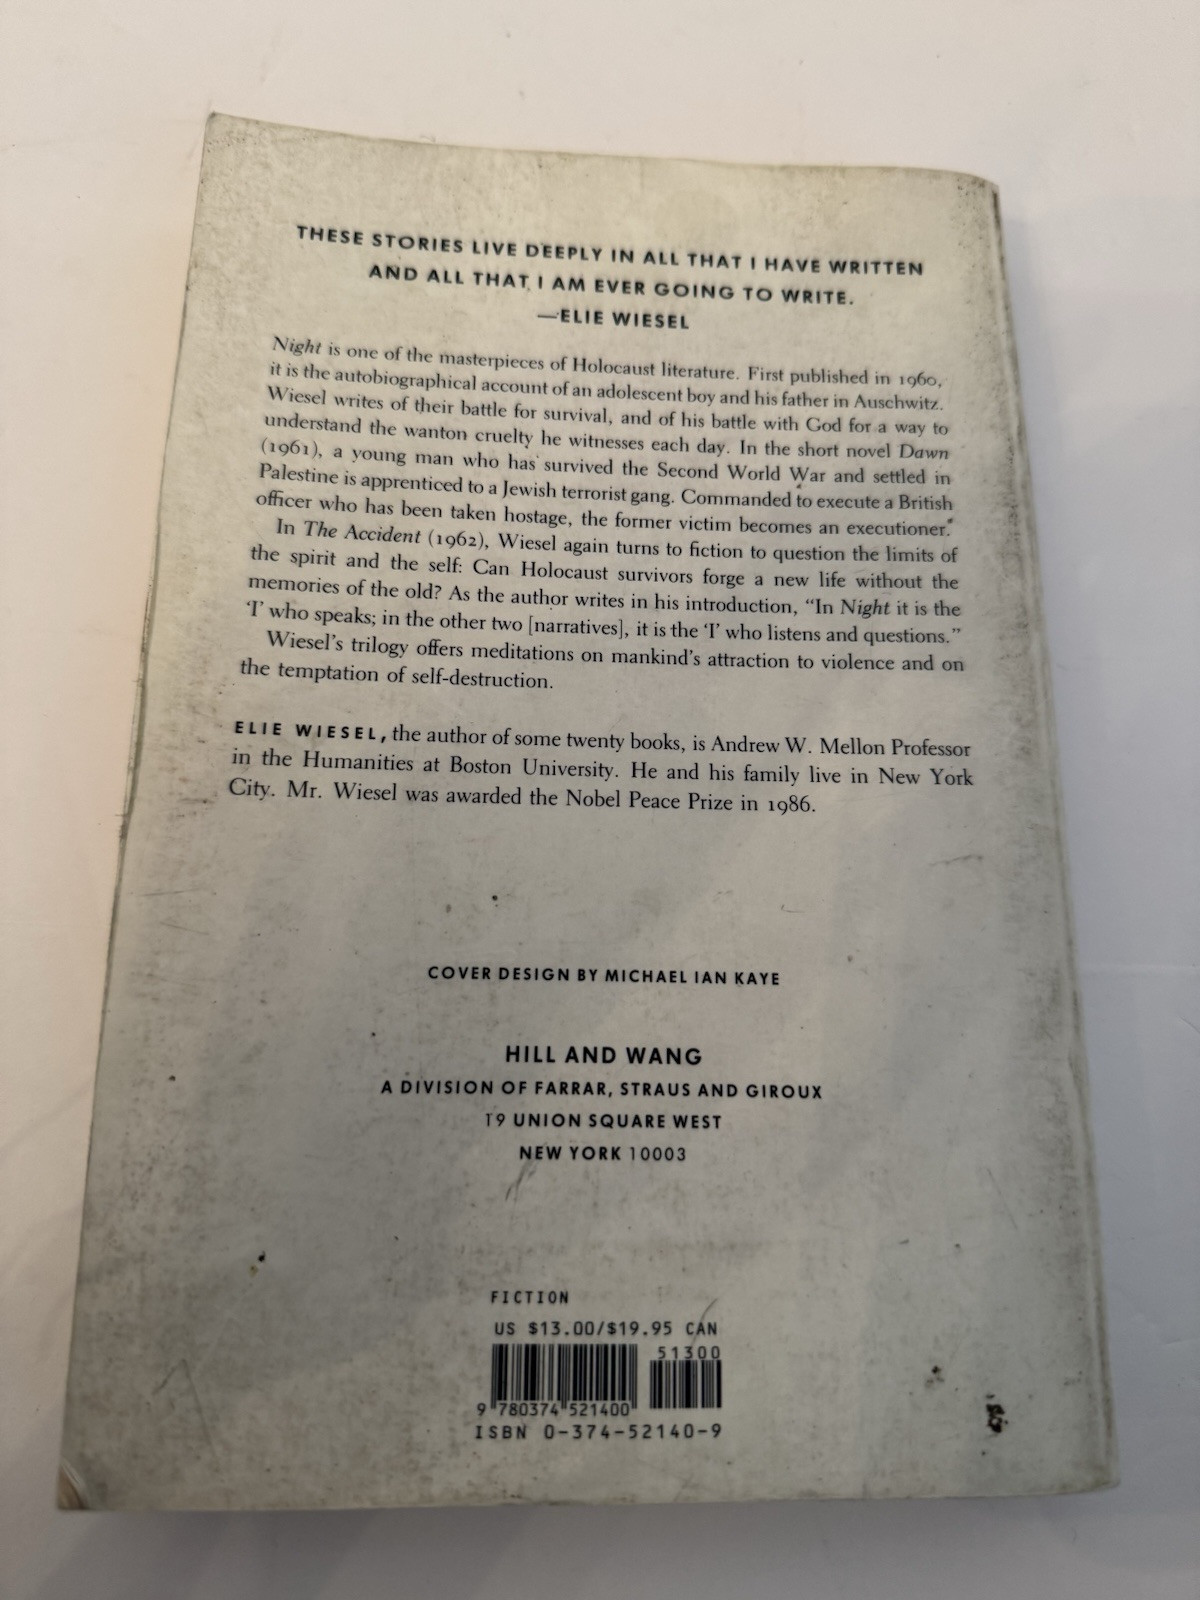 THESE STORIES LIVE DEEPLY IN ALL THAT I HAVE WRITTEN
AND ALL THAT I AM EVER GOING TO WRITE.
—ELIE WIESEL
Night is one of the masterpieces of Holocaust literature. First published in 1960,
it is the autobiographical account of an adolescent boy and his father in Auschwitz.
Wiesel writes of their battle for survival, and of his battle with God for a way to
understand the wanton cruelty he witnesses each day. In the short novel Dawn
(1961), a young man who has survived the Second World War and settled in
Palestine is apprenticed to a Jewish terrorist gang. Commanded to execute a British
officer who has been taken hostage, the former victim becomes an executioner.
In The Accident (1962), Wiesel again turns to fiction to question the limits of
the spirit and the self: Can Holocaust survivors forge a new life without the
memories of the old? As the author writes in his introduction, “In Night it is the
‘I’ who speaks; in the other two [narratives], it is the ‘I’ who listens and questions.”
Wiesel’s trilogy offers meditations on mankind’s attraction to violence and on
the temptation of self-destruction.
ELIE WIESEL, the author of some twenty books, is Andrew W. Mellon Professor
in the Humanities at Boston University. He and his family live in New York
City. Mr. Wiesel was awarded the Nobel Peace Prize in 1986.
COVER DESIGN BY MICHAEL IAN KAYE
HILL AND WANG
A DIVISION OF FARRAR, STRAUS AND GIROUX
19 UNION SQUARE WEST
NEW YORK 10003
FICTION
US $13.00/$19.95 CAN
51300
9 780374 521400
ISBN 0-374-52140-9